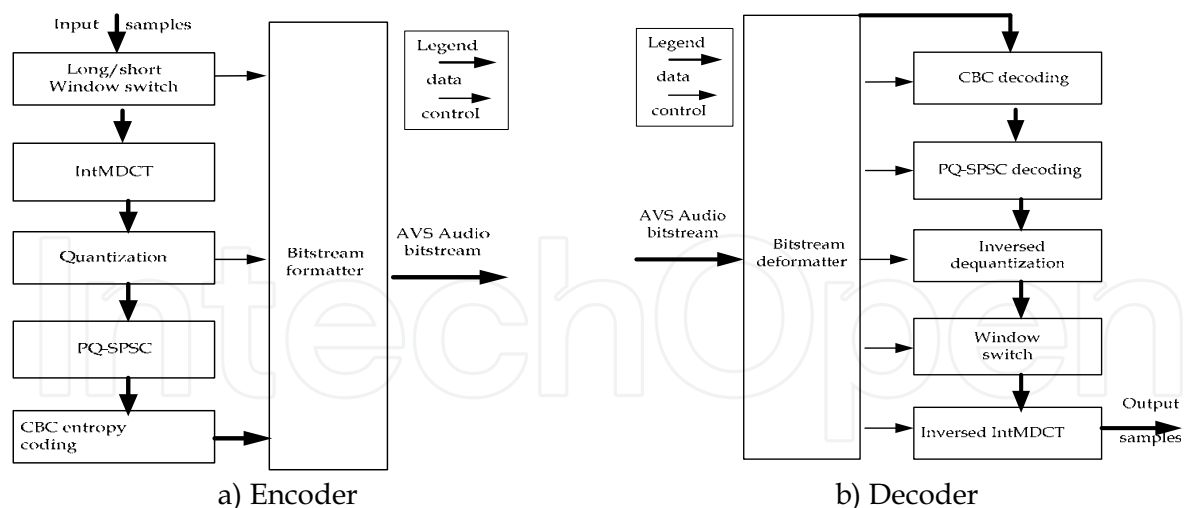 Input samples
Long/short
Window switch
IntMDCT
Quantization
PQ-SPSC
CBC entropy
coding
Bitstream
formatter
Legend
data
control
AVS Audio
bitstream
a) Encoder
Legend
data
control
AVS Audio
bitstream
Bitstream
deformatter
CBC decoding
PQ-SPSC decoding
Inversed
dequantization
Window
switch
Inversed IntMDCT
Output
samples
b) Decoder
IntechOpen